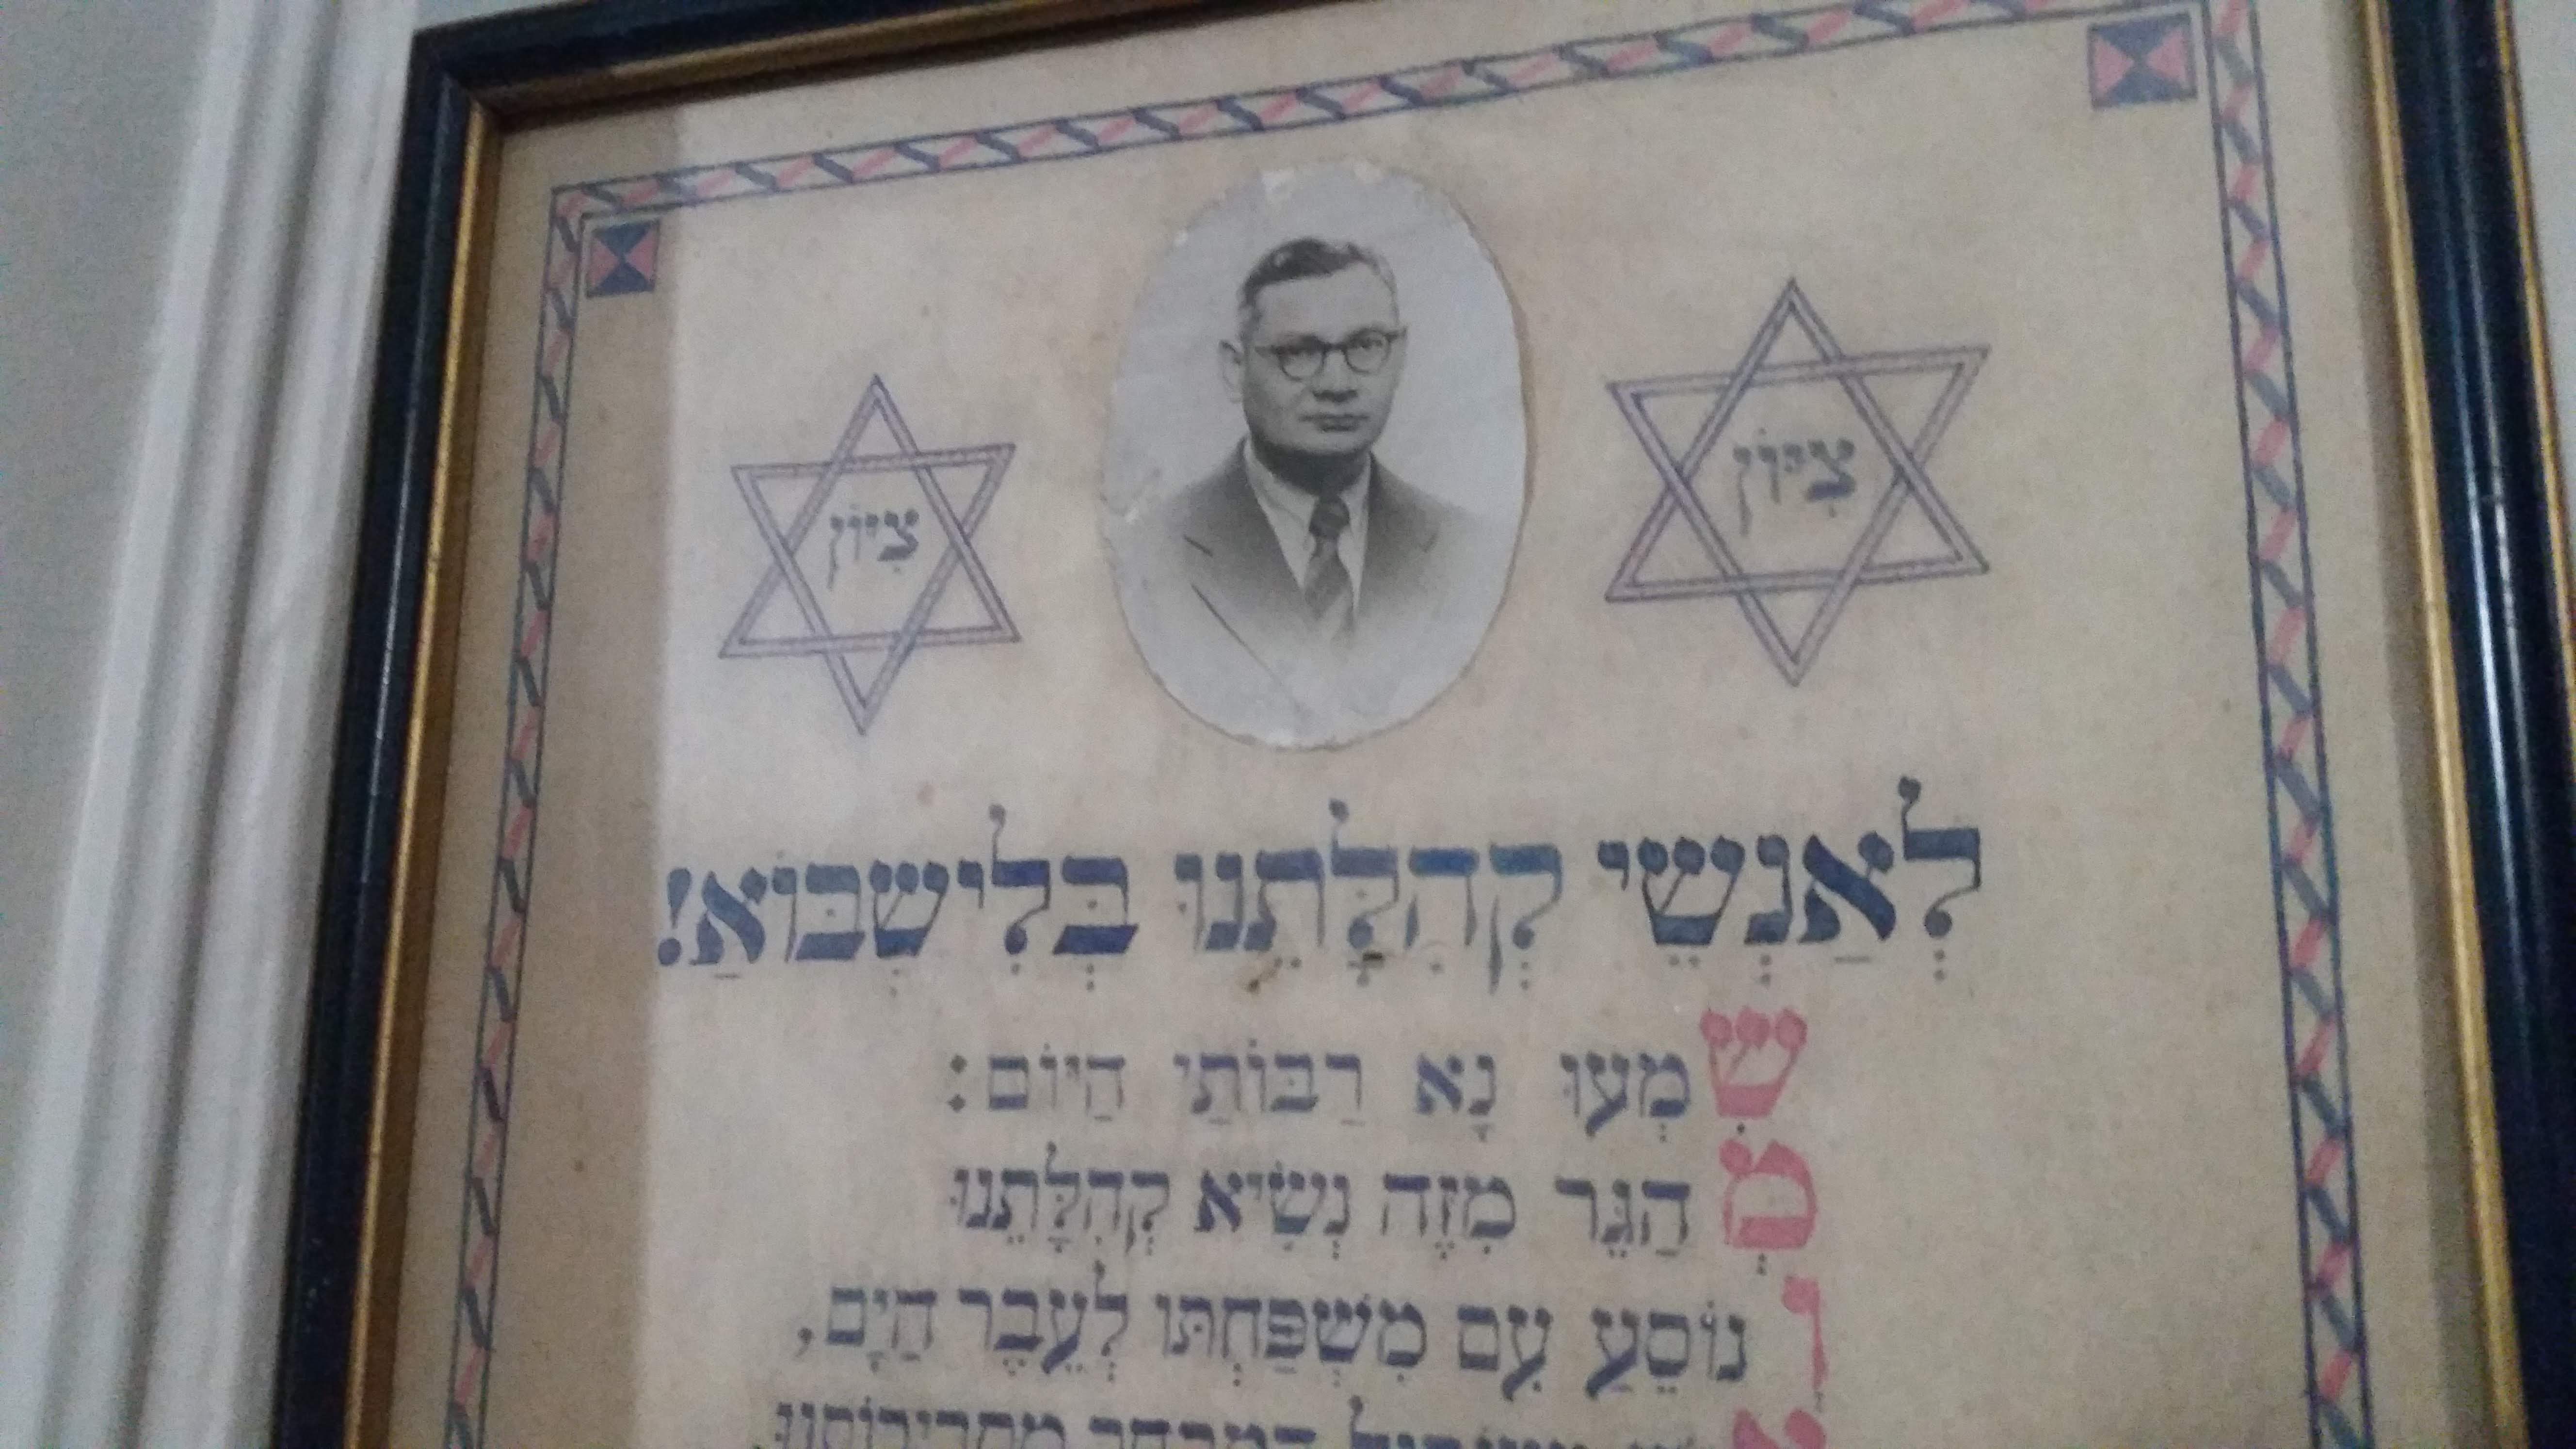 צִיּוֹן
צִיּוֹן
לְאַנְשֵׁי קְהִלָּתֵנוּ בְּלִישְׁבּוֹאַ!
שִׁמְעוּ נָא רַבּוֹתַי הַיּוֹם:
מְהַגֵּר מִזֶּה נְשִׂיא קְהִלָּתֵנוּ
וְנוֹסֵעַ עִם מִשְׁפַּחְתּוֹ לְעֵבֶר הַיָּם,